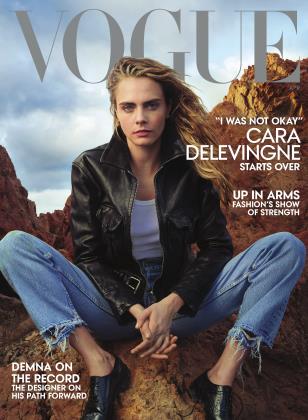 VOGUE
"I WAS NOT OKAY"
CARA
DELEVINGNE
STARTS OVER
UP IN ARMS
FASHION'S SHOW
OF STRENGTH
DEMNA ON
THE RECORD
THE DESIGNER ON
HIS PATH FORWARD